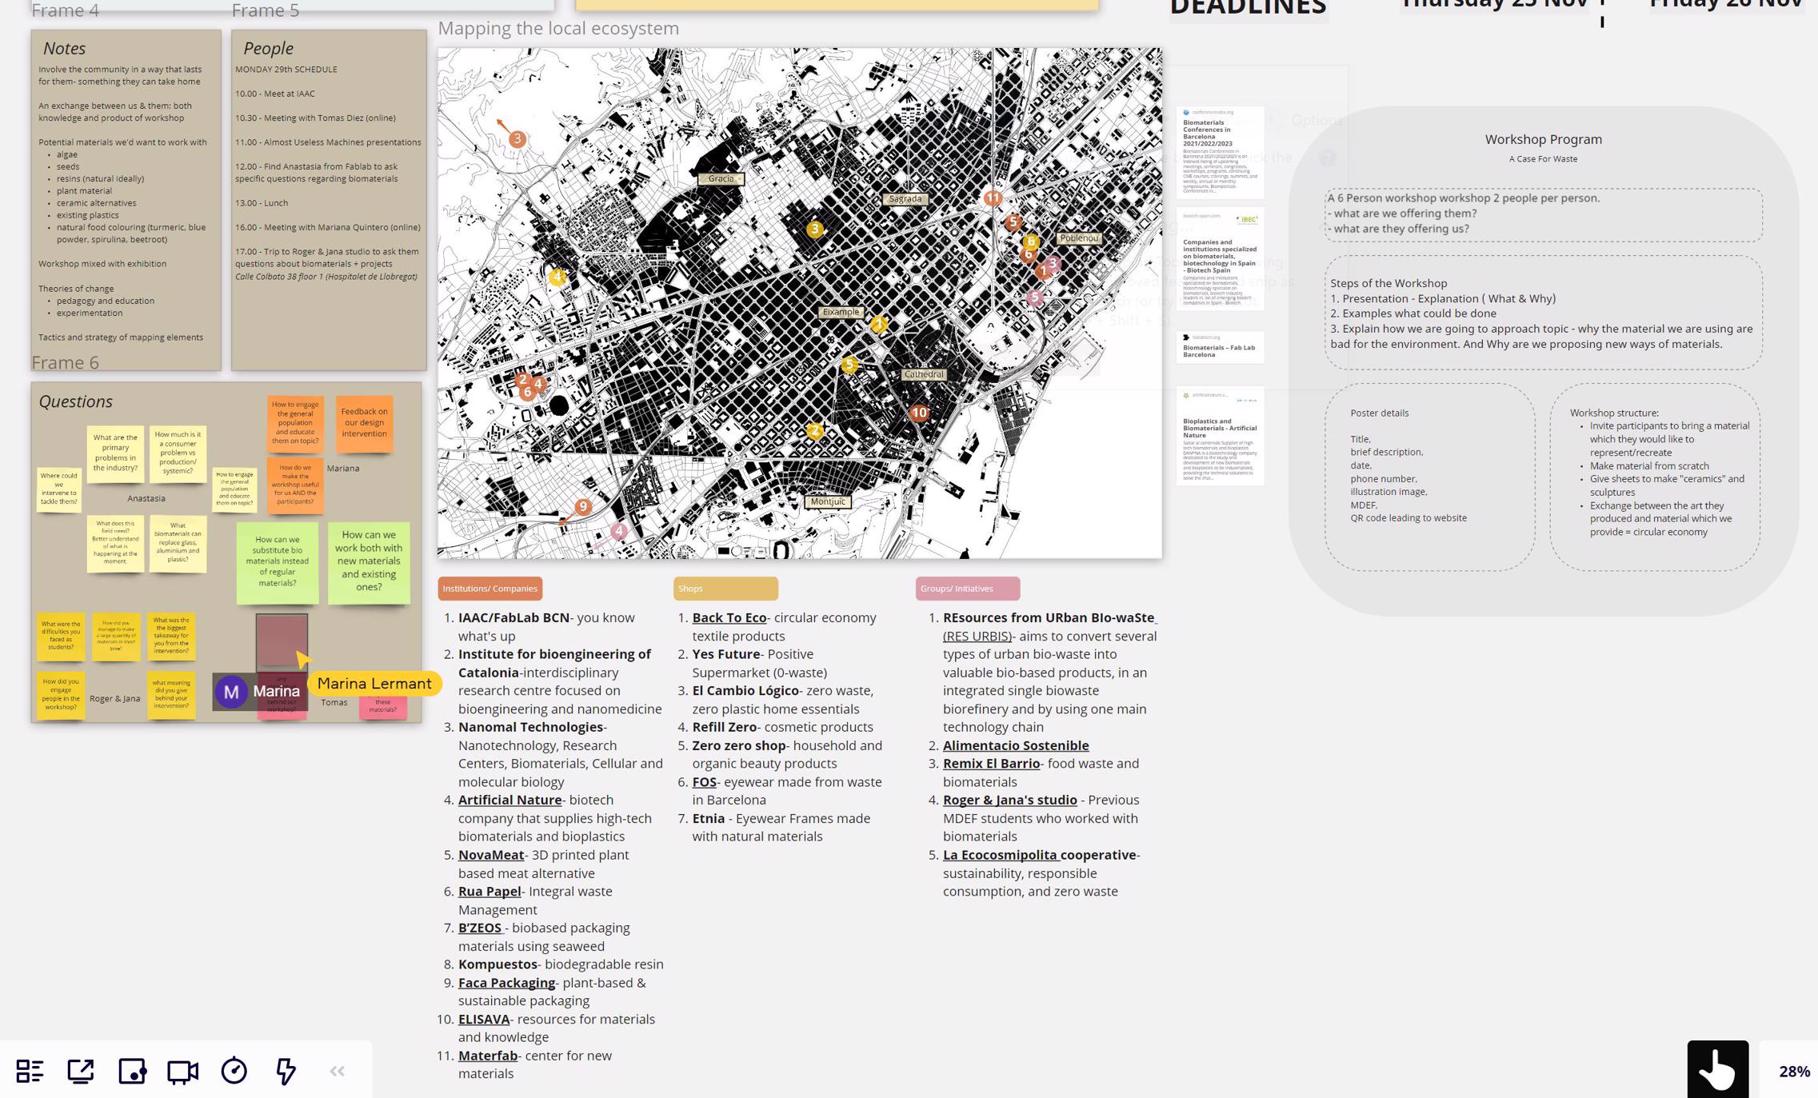 Frame 4
Frame 5
DEADLINES
Thursday 25 Nov
Friday 26 Nov
Notes
Involve the community in a way that lasts
for them- something they can take home
An exchange between us & them: both
knowledge and product of workshop
Potential materials we'd want to work with
• algae
• seeds
• resins (natural ideally)
• plant material
• ceramic alternatives
• existing plastics
• natural food colouring (turmeric, blue
powder, spirulina, beetroot)
Workshop mixed with exhibition
Theories of change
• pedagogy and education
• experimentation
Tactics and strategy of mapping elements
People
MONDAY 29th SCHEDULE
10.00 - Meet at IAAC
10.30 - Meeting with Tomas Diez (online)
11.00 - Almost Useless Machines presentations
12.00 - Find Anastasia from Fablab to ask
specific questions regarding biomaterials
13.00 - Lunch
16.00 - Meeting with Mariana Quintero (online)
17.00 - Trip to Roger & Jana studio to ask them
questions about biomaterials + projects
Calle Colbato 38 floor 1 (Hospitalet de Llobregat)
Frame 6
Questions
What are the
primary
problems in
the industry?
How much is it
a consumer
problem vs
production/
systemic?
How to engage
the general
population
and educate
them on topic?
Feedback on
our design
intervention
Where could
we
intervene to
tackle them?
Anastasia
How to engage
the general
population
and educate
them on topic?
How do we
make the
workshop useful
for us AND the
participants?
Mariana
What does this
field need?
Better
understand
of what is
happening at the
moment.
What
biomaterials can
replace glass,
aluminium and
plastic?
How can we
substitute bio
materials instead
of regular
materials?
How can we
work both with
new materials
and existing
ones?
What were the
difficulties you
faced as
students?
What was the
the biggest
takeaway for
you from the
intervention?
How did you
engage
people in the
workshop?
Roger & Jana
what meaning
did you give
behind your
intervention?
M Marina
Marina Lermant
Tomas
these
materials?
Mapping the local ecosystem
3
Gracia
Sagrada
11
5
3
6
Poblenou
6
3
1
4
5
Eixample
1
5
Cathedral
2
4
6
10
2
Montjuïc
9
4
Institutions/ Companies
1. IAAC/FabLab BCN- you know
what's up
2. Institute for bioengineering of
Catalonia-interdisciplinary
research centre focused on
bioengineering and nanomedicine
3. Nanomal Technologies-
Nanotechnology, Research
Centers, Biomaterials, Cellular and
molecular biology
4. Artificial Nature- biotech
company that supplies high-tech
biomaterials and bioplastics
5. NovaMeat- 3D printed plant
based meat alternative
6. Rua Papel- Integral waste
Management
7. B'ZEOS - biobased packaging
materials using seaweed
8. Kompuestos- biodegradable resin
9. Faca Packaging- plant-based &
sustainable packaging
10. ELISAVA- resources for materials
and knowledge
11. Materfab- center for new
materials
Shops
1. Back To Eco- circular economy
textile products
2. Yes Future- Positive
Supermarket (0-waste)
3. El Cambio Lógico- zero waste,
zero plastic home essentials
4. Refill Zero- cosmetic products
5. Zero zero shop- household and
organic beauty products
6. FOS- eyewear made from waste
in Barcelona
7. Etnia - Eyewear Frames made
with natural materials
Groups/ Initiatives
1. REsources from URban BIo-waSte
(RES URBIS)- aims to convert several
types of urban bio-waste into
valuable bio-based products, in an
integrated single biowaste
biorefinery and by using one main
technology chain
2. Alimentacio Sostenible
3. Remix El Barrio- food waste and
biomaterials
4. Roger & Jana's studio - Previous
MDEF students who worked with
biomaterials
5. La Ecocosmipolita cooperative-
sustainability, responsible
consumption, and zero waste
Biomaterials
Conferences in
Barcelona
2021/2022/2023
IBEC
Companies and
institutions specialized
on biomaterials,
biotechnology in Spain
- Biotech Spain
Biomaterials – Fab Lab
Barcelona
Bioplastics and
Biomaterials - Artificial
Nature
Options
Workshop Program
A Case For Waste
A 6 Person workshop workshop 2 people per person.
- what are we offering them?
- what are they offering us?
Steps of the Workshop
1. Presentation - Explanation ( What & Why)
2. Examples what could be done
3. Explain how we are going to approach topic - why the material we are using are
bad for the environment. And Why are we proposing new ways of materials.
Poster details
Title,
brief description,
date,
phone number,
illustration image,
MDEF,
QR code leading to website
Workshop structure:
• Invite participants to bring a material
which they would like to
represent/recreate
• Make material from scratch
• Give sheets to make "ceramics" and
sculptures
• Exchange between the art they
produced and material which we
provide = circular economy
28%